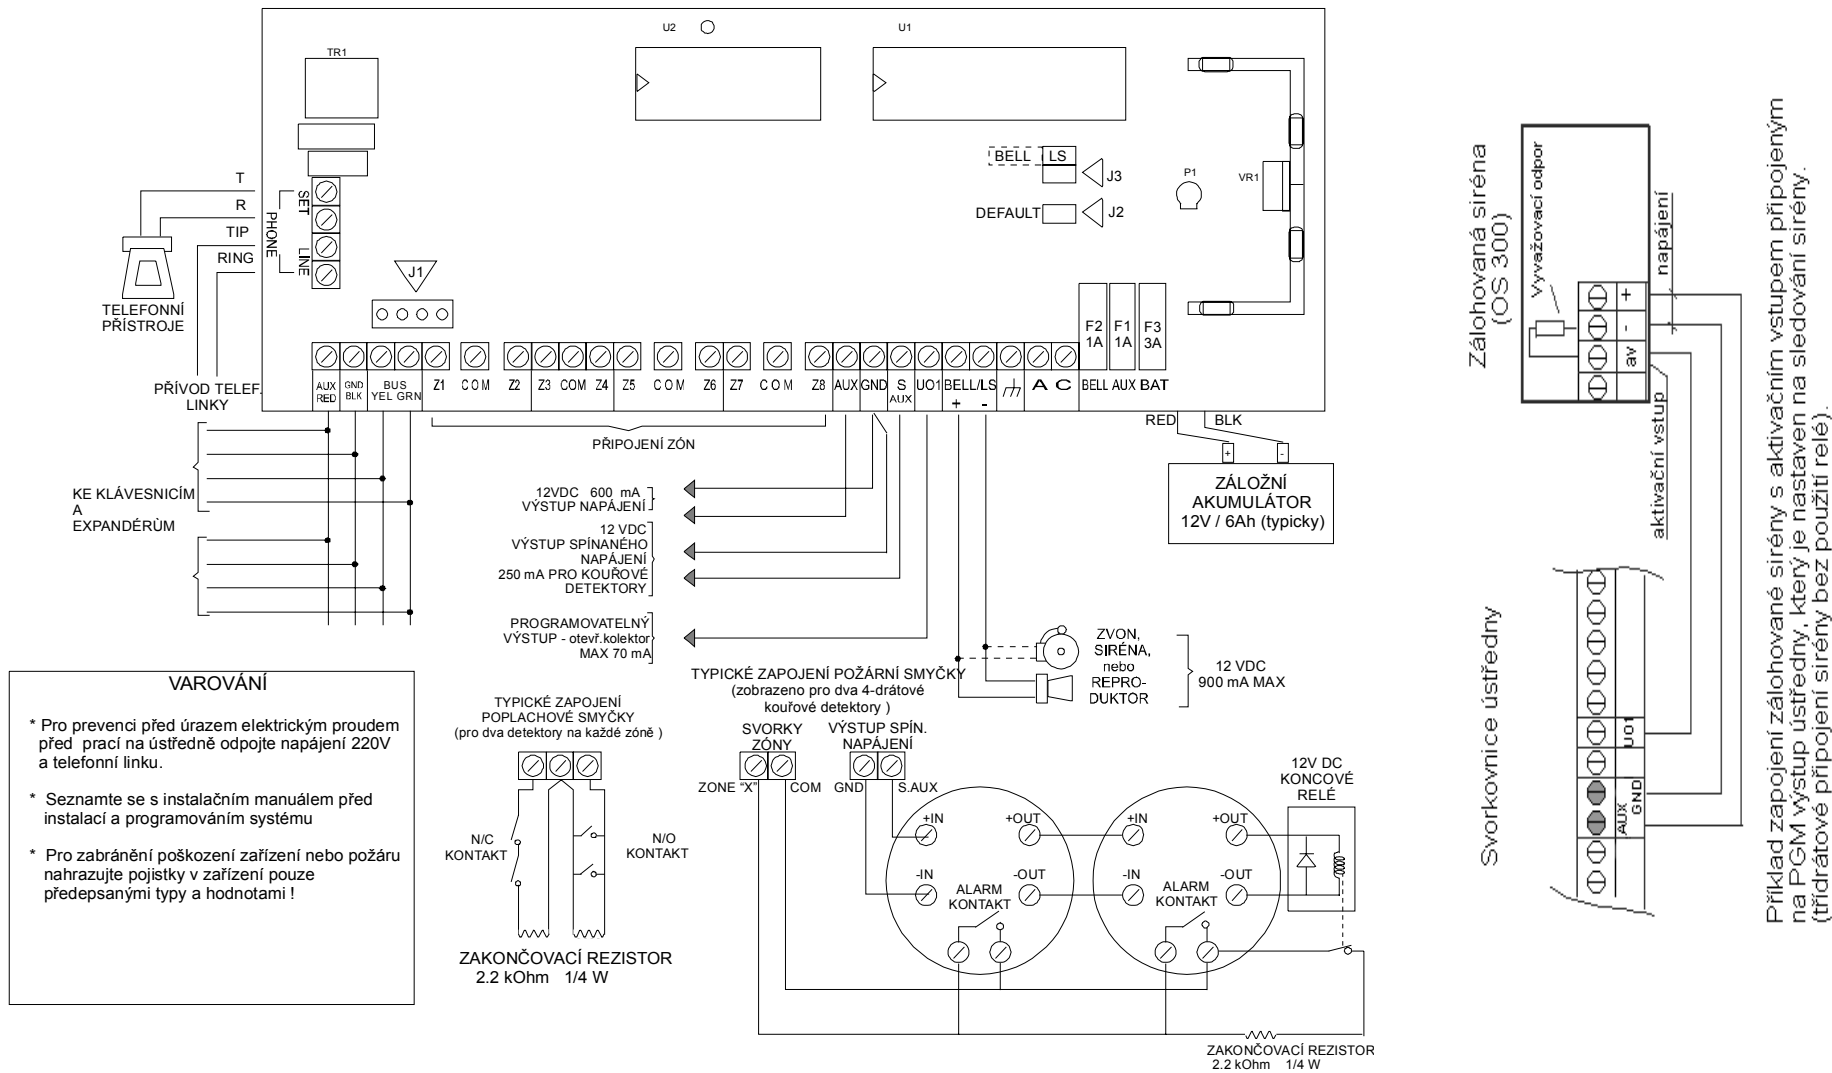 U2
U1
TR1
BELL
LS
J3
DEFAULT
J2
P1
VR1
T
R
TIP
RING
SET
PHONE
LINE
J1
TELEFONNÍ
PŘÍSTROJE
F2
1A
F1
1A
F3
3A
PŘÍVOD TELEF.
LINKY
AUX
RED
GND
BLK
BUS
YEL GRN
Z1
COM
Z2
Z3
COM
Z4
Z5
COM
Z6
Z7
COM
Z8
AUX
GND
S
AUX
UO1
BELL/LS
+
-
A
C
BELL
AUX
BAT
RED
BLK
+
-
ZÁLOŽNÍ
AKUMULÁTOR
12V / 6Ah (typicky)
PŘIPOJENÍ ZÓN
KE KLÁVESNICÍM
A
EXPANDÉRÙM
12VDC 600 mA
VÝSTUP NAPÁJENÍ
12 VDC
VÝSTUP SPÍNANÉHO
NAPÁJENÍ
250 mA PRO KOUŘOVÉ
DETEKTORY
PROGRAMOVATELNÝ
VÝSTUP - otevř.kolektor
MAX 70 mA
ZVON,
SIRÉNA,
nebo
REPRO-
DUKTOR
12 VDC
900 mA MAX
VAROVÁNÍ
* Pro prevenci před úrazem elektrickým proudem
před prací na ústředně odpojte napájení 220V
a telefonní linku.
* Seznamte se s instalačním manuálem před
instalací a programováním systému
* Pro zabránění poškození zařízení nebo požáru
nahrazujte pojistky v zařízení pouze
předepsanými typy a hodnotami !
TYPICKÉ ZAPOJENÍ
POPLACHOVÉ SMYČKY
(pro dva detektory na každé zóně )
N/C
KONTAKT
N/O
KONTAKT
ZAKONČOVACÍ REZISTOR
2.2 kOhm 1/4 W
TYPICKÉ ZAPOJENÍ POŽÁRNÍ SMYČKY
(zobrazeno pro dva 4-drátové
kouřové detektory )
SVORKY
ZÓNY
VÝSTUP SPÍN.
NAPÁJENÍ
ZONE "X"
COM
GND
S.AUX
+IN
+OUT
-IN
-OUT
ALARM
KONTAKT
+IN
+OUT
-IN
-OUT
ALARM
KONTAKT
12V DC
KONCOVÉ
RELÉ
ZAKONČOVACÍ REZISTOR
2.2 kOhm 1/4 W
Zálohovaná siréna
(OS 300)
Vyvažovací odpor
+
-
av
napájení
aktivační vstup
Svorkovnice ústředny
UO1
GND
AUX
Příklad zapojení zálohované sirény s aktivačním vstupem připojeným
na PGM výstup ústředny, který je nastaven na sledování sirény.
(třídrátové připojení sirény bez použití relé).